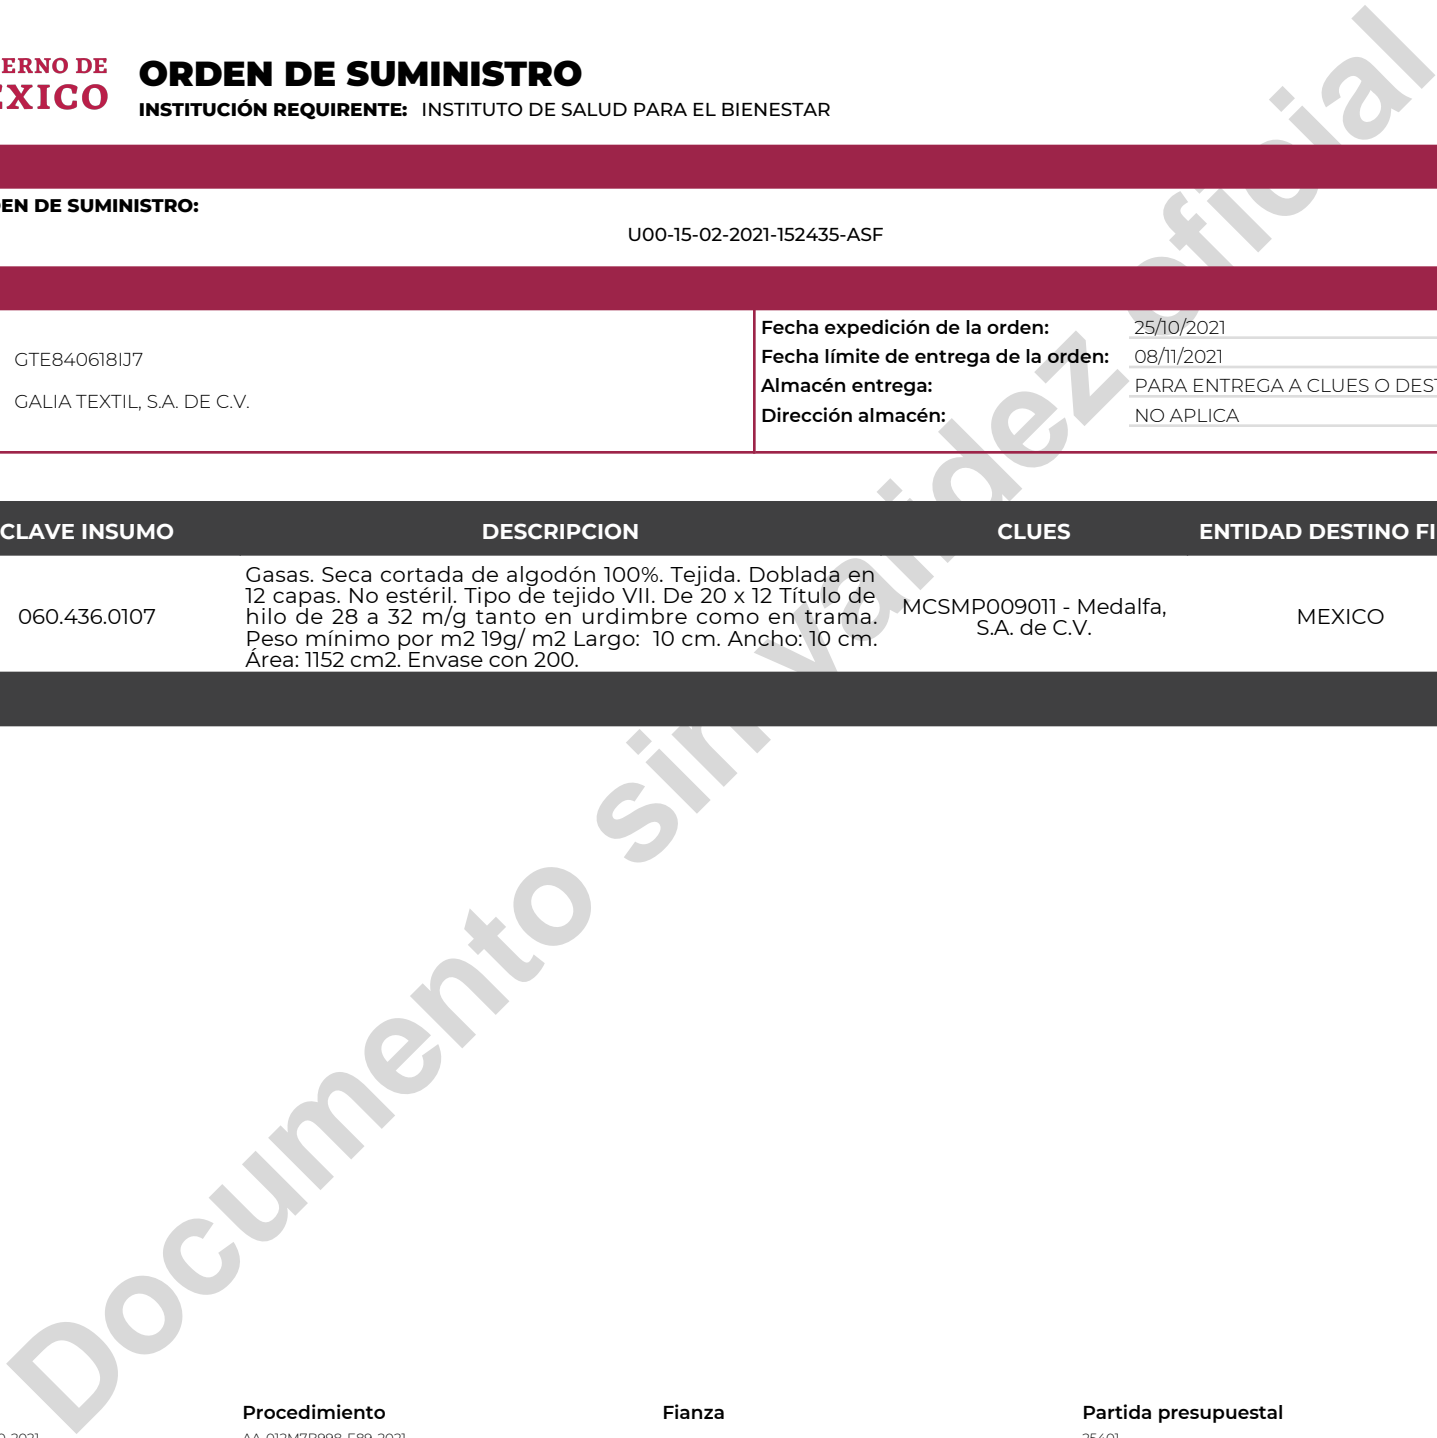 ERNO DE
EXICO
ORDEN DE SUMINISTRO
INSTITUCIÓN REQUIRENTE: INSTITUTO DE SALUD PARA EL BIENESTAR
EN DE SUMINISTRO:
U00-15-02-2021-152435-ASF
GTE840618IJ7
GALIA TEXTIL, S.A. DE C.V.
Fecha expedición de la orden: 25/10/2021
Fecha límite de entrega de la orden: 08/11/2021
Almacén entrega: PARA ENTREGA A CLUES O DEST
Dirección almacén: NO APLICA
CLAVE INSUMO DESCRIPCION CLUES ENTIDAD DESTINO FI
060.436.0107
Gasas. Seca cortada de algodón 100%. Tejida. Doblada en
12 capas. No estéril. Tipo de tejido VII. De 20 x 12 Título de
hilo de 28 a 32 m/g tanto en urdimbre como en trama.
Peso mínimo por m2 19g/ m2 Largo: 10 cm. Ancho: 10 cm.
Área: 1152 cm2. Envase con 200.
MCSMP009011 - Medalfa,
S.A. de C.V.
MEXICO
Documento sin validez oficial
Procedimiento Fianza Partida presupuestal